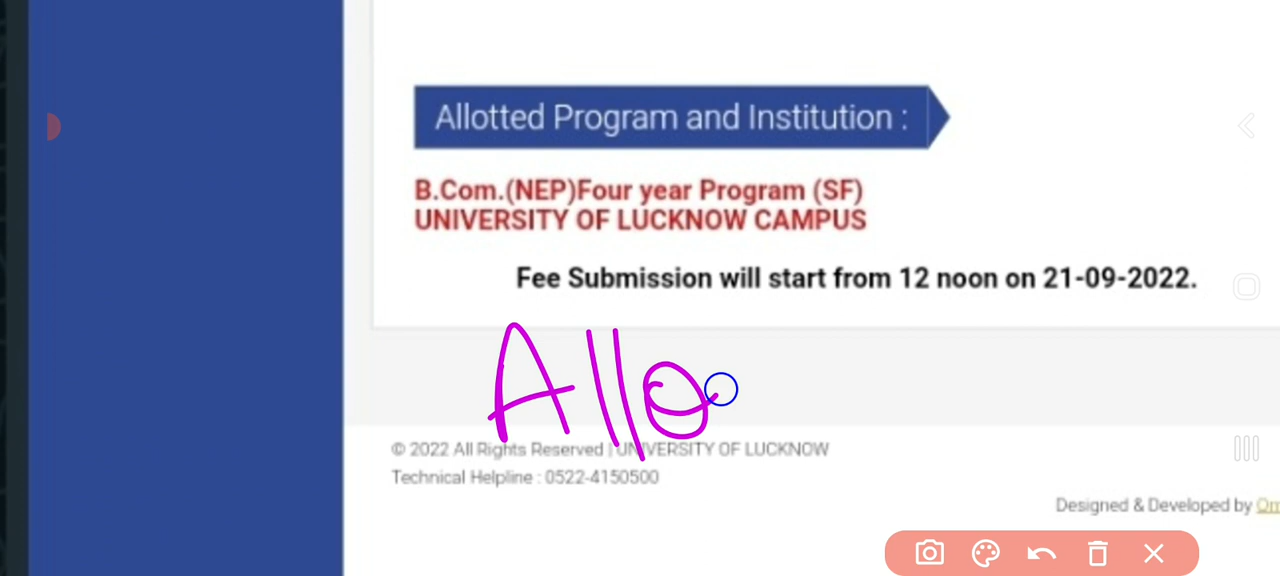 Allotted Program and Institution :
B.Com.(NEP)Four year Program (SF)
UNIVERSITY OF LUCKNOW CAMPUS
Fee Submission will start from 12 noon on 21-09-2022.
Allo
© 2022 All Rights Reserved | UNIVERSITY OF LUCKNOW
Technical Helpline : 0522-4150500
Designed & Developed by